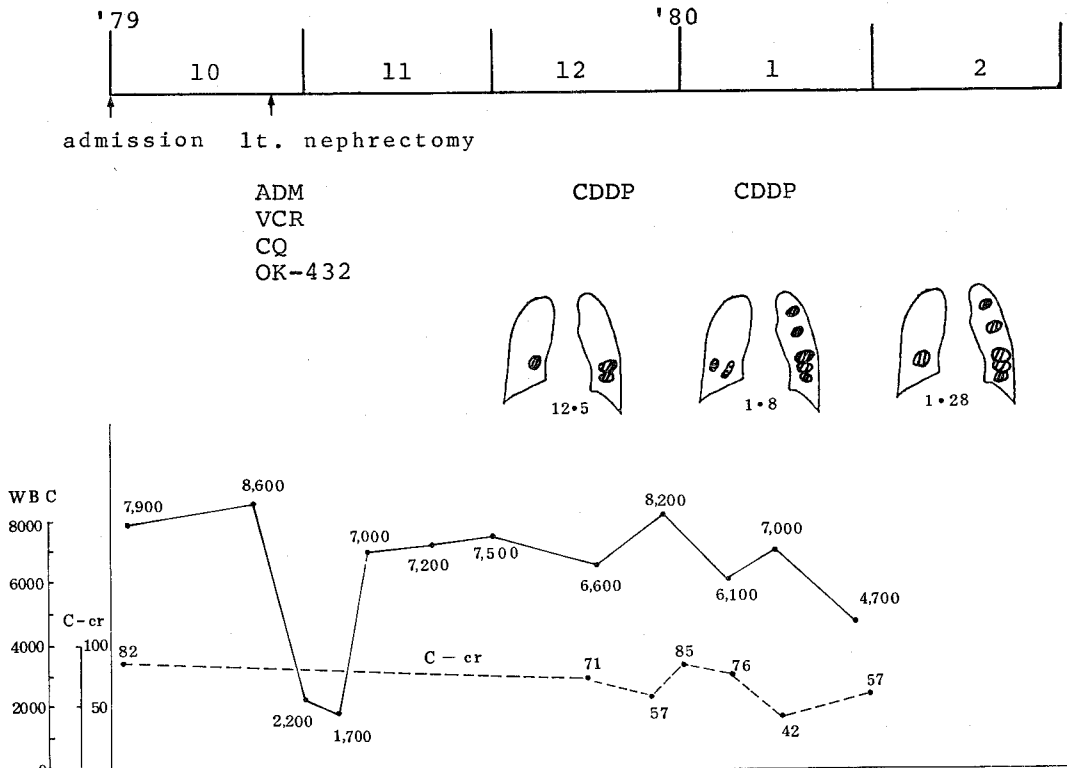 '79 '80
10 11 12 1 2
admission lt. nephrectomy
ADM CDDP CDDP
VCR
CQ
OK-432
12•5 1•8 1•28
WBC
7,900 8,600 7,000 7,200 7,500 6,600 8,200 6,100 7,000 4,700
8000
6000
C-cr
4000 100
82 C-cr 71 57 85 76 42 57
2000 50
2,200 1,700
0